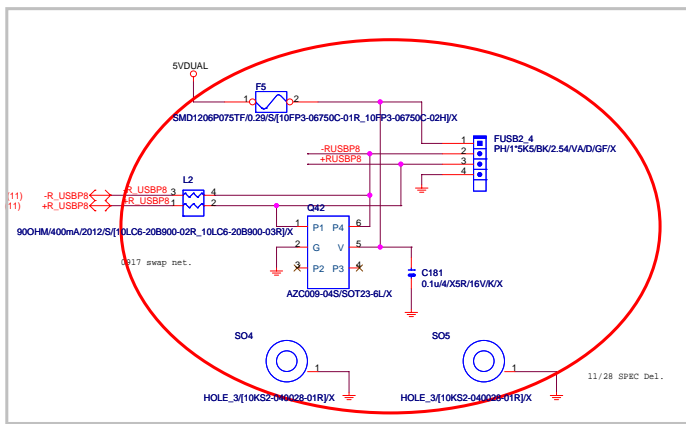 5VDUAL
F5
1 2
SMD1206P075TF/0.29/S/[10FP3-06750C-01R_10FP3-06750C-02H]/X
FUSB2_4
PH/1*5K5/BK/2.54/VA/D/GF/X
1
2
3
4
-RUSBP8
+RUSBP8
L2
(11) -R_USBP8 -R_USBP8 3 4
11) +R_USBP8 +R_USBP8 1 2
90OHM/400mA/2012/S/[10LC6-20B900-02R_10LC6-20B900-03R]/X
Q42
1 P1 P4 6
2 G V 5
3 P2 P3 4
AZC009-04S/SOT23-6L/X
0917 swap net.
C181
0.1u/4/X5R/16V/K/X
SO4
1
HOLE_3/[10KS2-040028-01R]/X
SO5
1
HOLE_3/[10KS2-040028-01R]/X
11/28 SPEC Del.